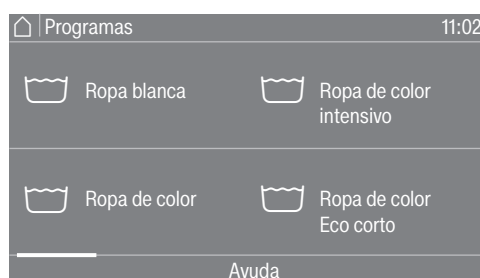 Programas 11:02
Ropa blanca
Ropa de color
intensivo
Ropa de color
Ropa de color
Eco corto
Ayuda